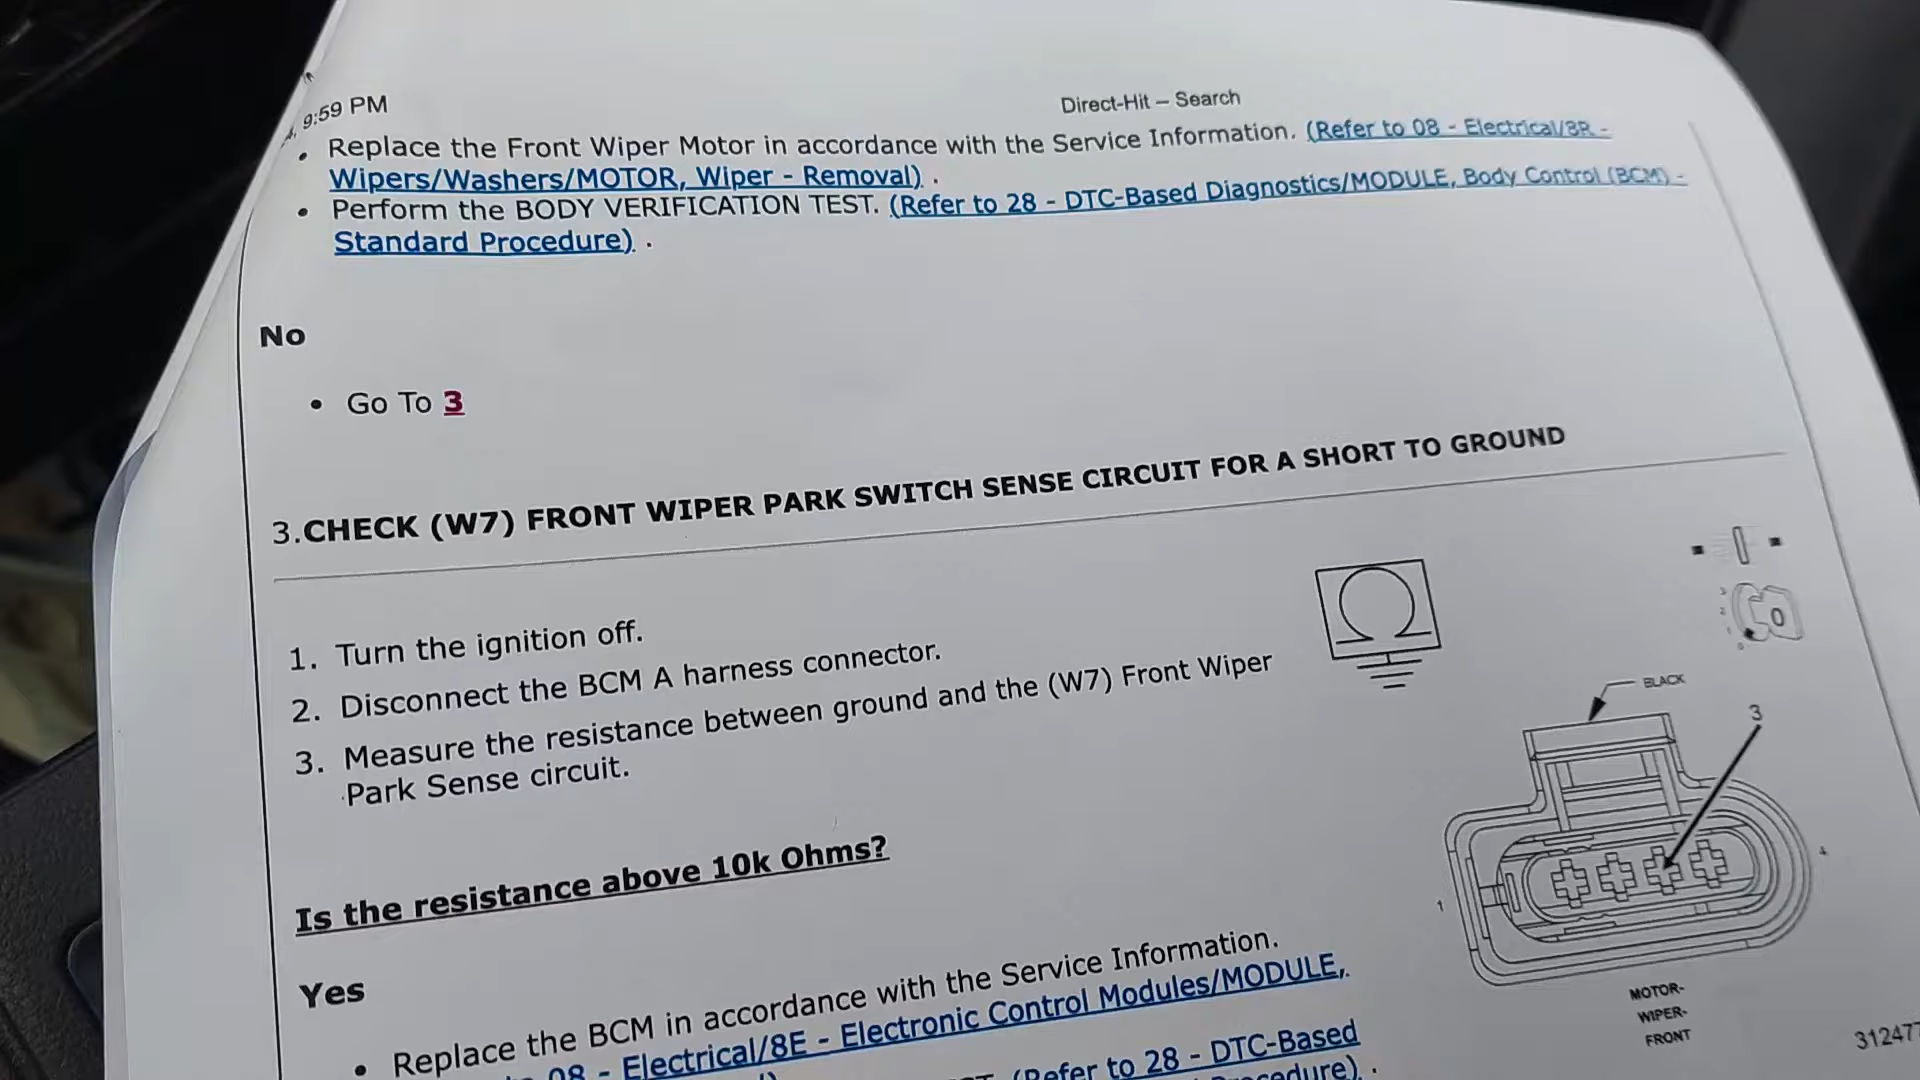 9:59 PM
Direct-Hit – Search
• Replace the Front Wiper Motor in accordance with the Service Information. (Refer to 08 - Electrical/8R -
Wipers/Washers/MOTOR, Wiper - Removal) .
• Perform the BODY VERIFICATION TEST. (Refer to 28 - DTC-Based Diagnostics/MODULE, Body Control (BCM) -
Standard Procedure) .
No
• Go To 3
3.CHECK (W7) FRONT WIPER PARK SWITCH SENSE CIRCUIT FOR A SHORT TO GROUND
1. Turn the ignition off.
2. Disconnect the BCM A harness connector.
3. Measure the resistance between ground and the (W7) Front Wiper
Park Sense circuit.
BLACK
3
1
4
MOTOR-
WIPER-
FRONT
312477
Is the resistance above 10k Ohms?
Yes
• Replace the BCM in accordance with the Service Information.
08 - Electrical/8E - Electronic Control Modules/MODULE,
(Refer to 28 - DTC-Based